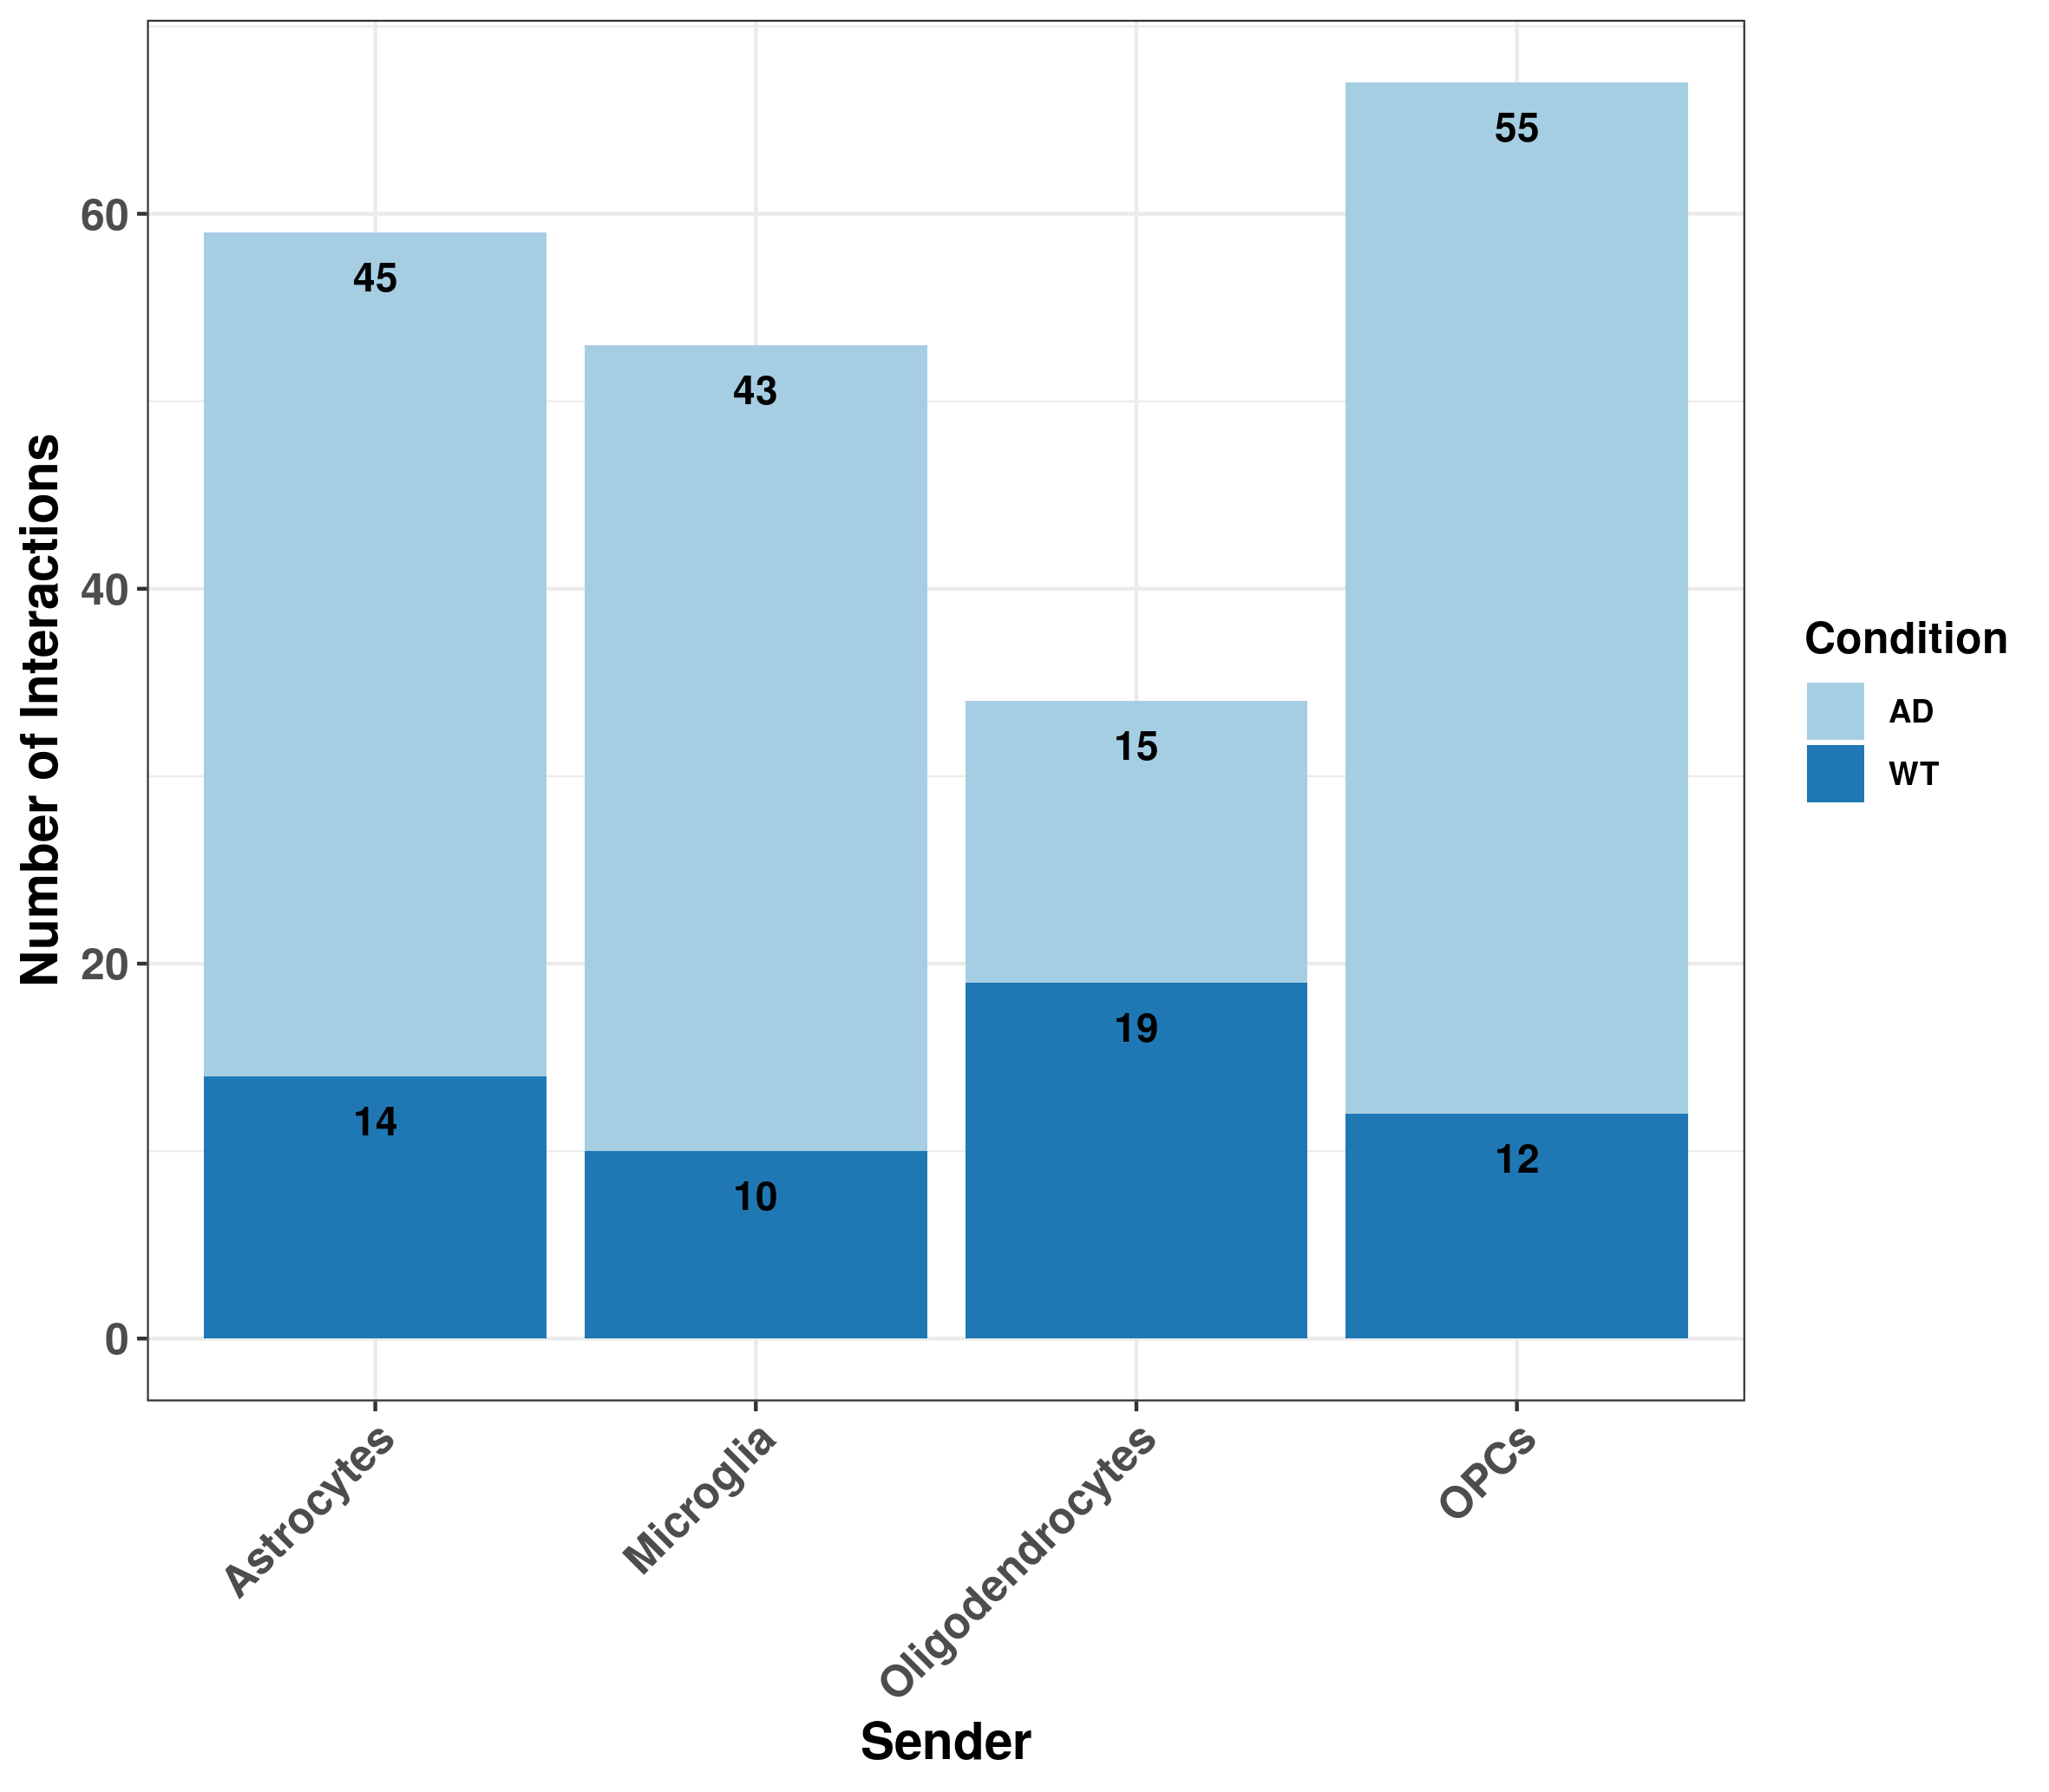 Number of Interactions
60
40
20
0
45
14
43
10
15
19
55
12
Astrocytes
Microglia
Oligodendrocytes
OPCs
Sender
Condition
AD
WT